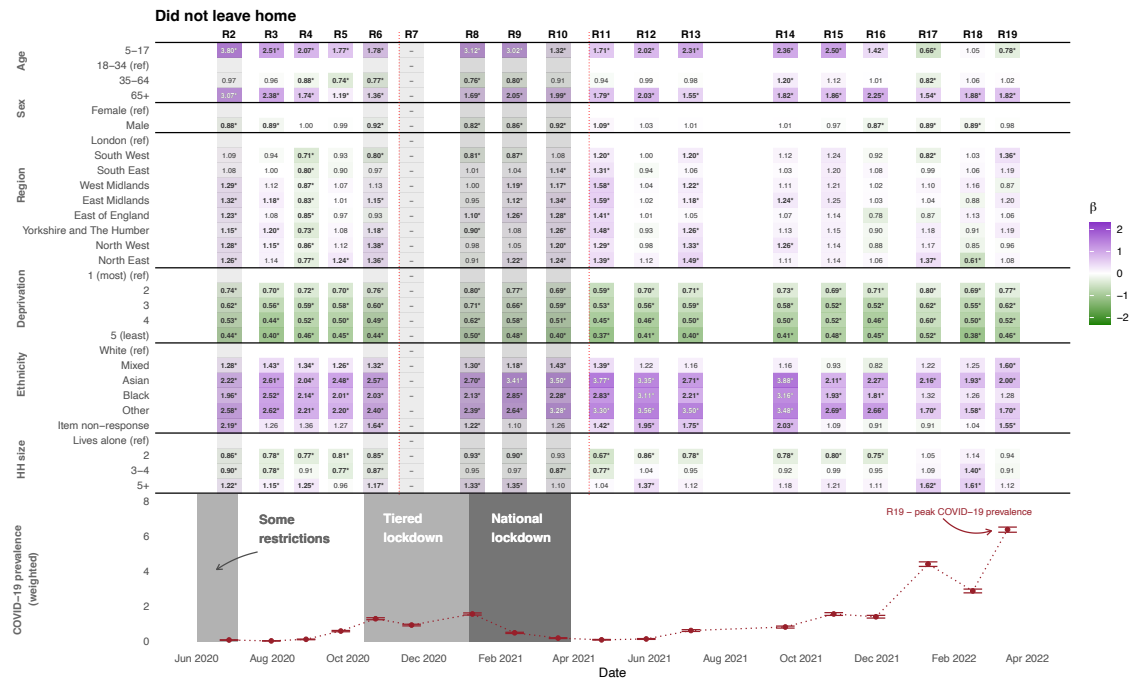 Did not leave home
R2 R3 R4 R5 R6 R7 R8 R9 R10 R11 R12 R13 R14 R15 R16 R17 R18 R19
Age
5−17 3.80* 2.51* 2.07* 1.77* 1.78* – 3.12* 3.02* 1.32* 1.71* 2.02* 2.31* 2.36* 2.50* 1.42* 0.66* 1.05 0.78*
18−34 (ref) –
35−64 0.97 0.96 0.88* 0.74* 0.77* – 0.76* 0.80* 0.91 0.94 0.99 0.98 1.20* 1.12 1.01 0.82* 1.06 1.02
65+ 3.07* 2.38* 1.74* 1.19* 1.36* – 1.69* 2.05* 1.99* 1.79* 2.03* 1.55* 1.82* 1.86* 2.25* 1.54* 1.88* 1.82*
Sex
Female (ref) –
Male 0.88* 0.89* 1.00 0.99 0.92* – 0.82* 0.86* 0.92* 1.09* 1.03 1.01 1.01 0.97 0.87* 0.89* 0.89* 0.98
Region
London (ref) –
South West 1.09 0.94 0.71* 0.93 0.80* – 0.81* 0.87* 1.08 1.20* 1.00 1.20* 1.12 1.24 0.92 0.82* 1.03 1.36*
South East 1.08 1.00 0.80* 0.90 0.97 – 1.01 1.04 1.14* 1.31* 0.94 1.06 1.03 1.20 1.08 0.99 1.06 1.19
West Midlands 1.29* 1.12 0.87* 1.07 1.13 – 1.00 1.19* 1.17* 1.58* 1.04 1.22* 1.11 1.21 1.02 1.10 1.16 0.87
East Midlands 1.32* 1.18* 0.83* 1.01 1.15* – 0.95 1.12* 1.34* 1.59* 1.02 1.18* 1.24* 1.25 1.03 1.04 0.88 1.20
East of England 1.23* 1.08 0.85* 0.97 0.93 – 1.10* 1.26* 1.28* 1.41* 1.01 1.05 1.07 1.14 0.78 0.87 1.13 1.06
Yorkshire and The Humber 1.15* 1.20* 0.73* 1.08 1.18* – 0.90* 1.08 1.26* 1.48* 0.93 1.26* 1.13 1.15 0.90 1.18 0.91 1.19
North West 1.28* 1.15* 0.86* 1.12 1.38* – 0.98 1.05 1.20* 1.29* 0.98 1.33* 1.26* 1.14 0.88 1.17 0.85 0.96
North East 1.26* 1.14 0.77* 1.24* 1.36* – 0.91 1.22* 1.24* 1.39* 1.12 1.49* 1.11 1.14 1.06 1.37* 0.61* 1.08
Deprivation
1 (most) (ref) –
2 0.74* 0.70* 0.72* 0.70* 0.76* – 0.80* 0.77* 0.69* 0.59* 0.70* 0.71* 0.73* 0.69* 0.71* 0.80* 0.69* 0.77*
3 0.62* 0.56* 0.59* 0.58* 0.60* – 0.71* 0.66* 0.59* 0.53* 0.56* 0.59* 0.58* 0.52* 0.52* 0.62* 0.55* 0.62*
4 0.53* 0.44* 0.52* 0.50* 0.49* – 0.62* 0.58* 0.51* 0.45* 0.46* 0.50* 0.50* 0.52* 0.46* 0.60* 0.50* 0.52*
5 (least) 0.44* 0.40* 0.46* 0.45* 0.44* – 0.50* 0.48* 0.40* 0.37* 0.41* 0.40* 0.41* 0.48* 0.45* 0.52* 0.38* 0.46*
Ethnicity
White (ref) –
Mixed 1.28* 1.43* 1.34* 1.26* 1.32* – 1.30* 1.18* 1.43* 1.39* 1.22 1.16 1.16 0.93 0.82 1.22 1.25 1.60*
Asian 2.22* 2.61* 2.04* 2.48* 2.57* – 2.70* 3.41* 3.50* 3.77* 3.35* 2.71* 3.88* 2.11* 2.27* 2.16* 1.93* 2.00*
Black 1.96* 2.52* 2.14* 2.01* 2.03* – 2.13* 2.85* 2.28* 2.83* 3.11* 2.21* 3.16* 1.93* 1.81* 1.32 1.26 1.28
Other 2.58* 2.62* 2.21* 2.20* 2.40* – 2.39* 2.64* 3.28* 3.30* 3.56* 3.50* 3.48* 2.69* 2.66* 1.70* 1.58* 1.70*
Item non−response 2.19* 1.26 1.36 1.27 1.64* – 1.22* 1.10 1.26 1.42* 1.95* 1.75* 2.03* 1.09 0.91 0.91 1.04 1.55*
HH size
Lives alone (ref) –
2 0.86* 0.78* 0.77* 0.81* 0.85* – 0.93* 0.90* 0.93 0.67* 0.86* 0.78* 0.78* 0.80* 0.75* 1.05 1.14 0.94
3−4 0.90* 0.78* 0.91 0.77* 0.87* – 0.95 0.97 0.87* 0.77* 1.04 0.95 0.92 0.99 0.95 1.09 1.40* 0.91
5+ 1.22* 1.15* 1.25* 0.96 1.17* – 1.33* 1.35* 1.10 1.04 1.37* 1.12 1.18 1.21 1.11 1.62* 1.61* 1.12
β
2
1
0
−1
−2
COVID−19 prevalence
(weighted)
8
6
4
2
0
Some
restrictions
Tiered
lockdown
National
lockdown
R19 − peak COVID−19 prevalence
Jun 2020 Aug 2020 Oct 2020 Dec 2020 Feb 2021 Apr 2021 Jun 2021 Aug 2021 Oct 2021 Dec 2021 Feb 2022 Apr 2022
Date